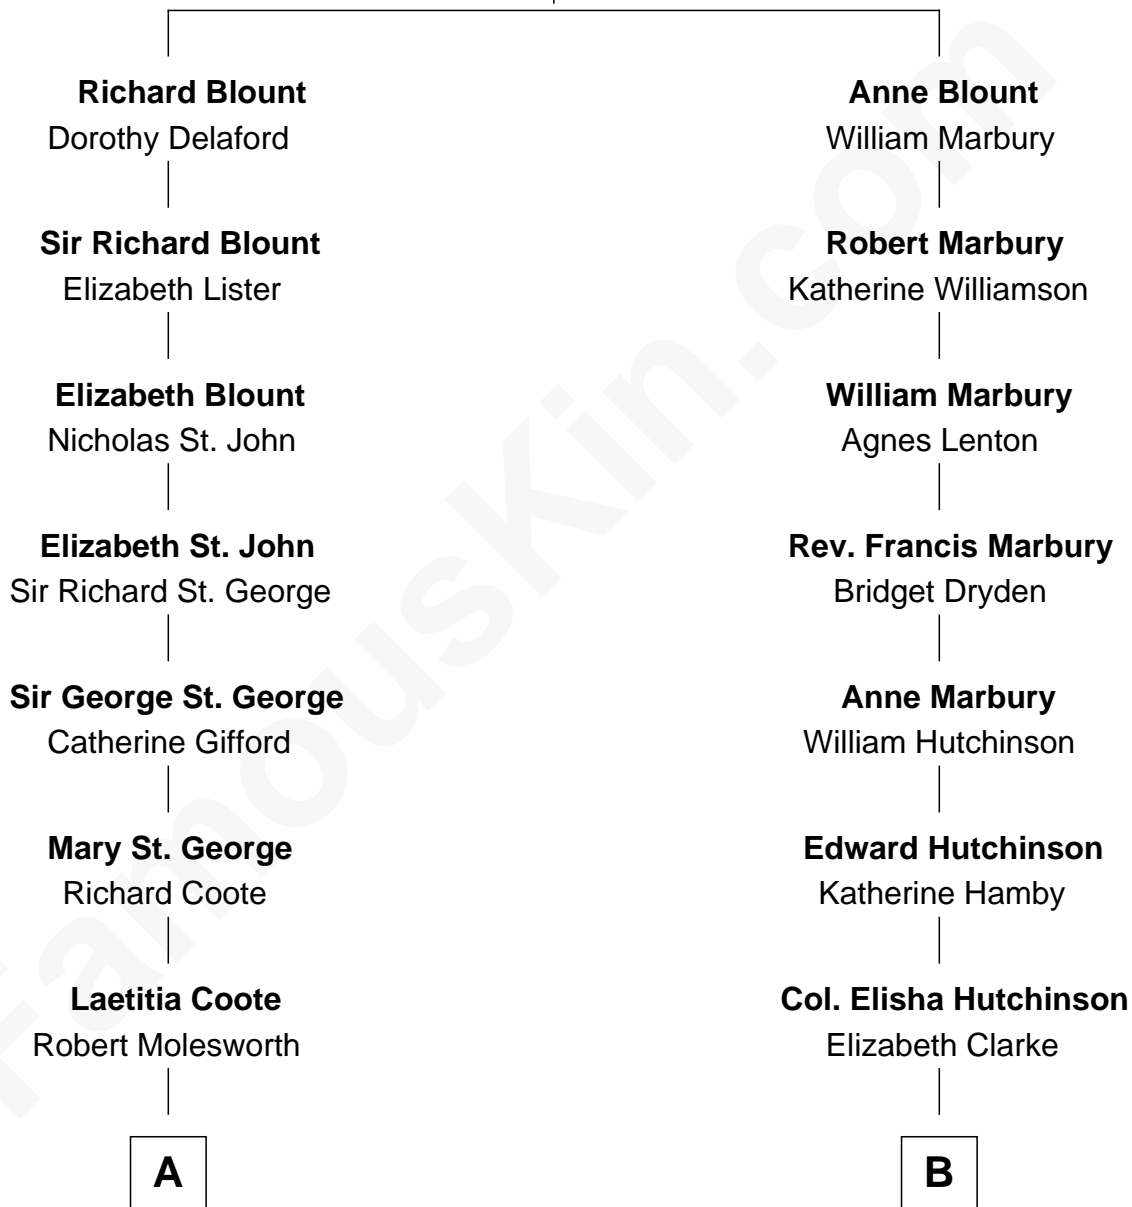 Richard Blount
Dorothy Delaford
Sir Richard Blount
Elizabeth Lister
Elizabeth Blount
Nicholas St. John
Elizabeth St. John
Sir Richard St. George
Sir George St. George
Catherine Gifford
Mary St. George
Richard Coote
Laetitia Coote
Robert Molesworth
A
Anne Blount
William Marbury
Robert Marbury
Katherine Williamson
William Marbury
Agnes Lenton
Rev. Francis Marbury
Bridget Dryden
Anne Marbury
William Hutchinson
Edward Hutchinson
Katherine Hamby
Col. Elisha Hutchinson
Elizabeth Clarke
B
FamousKin.com